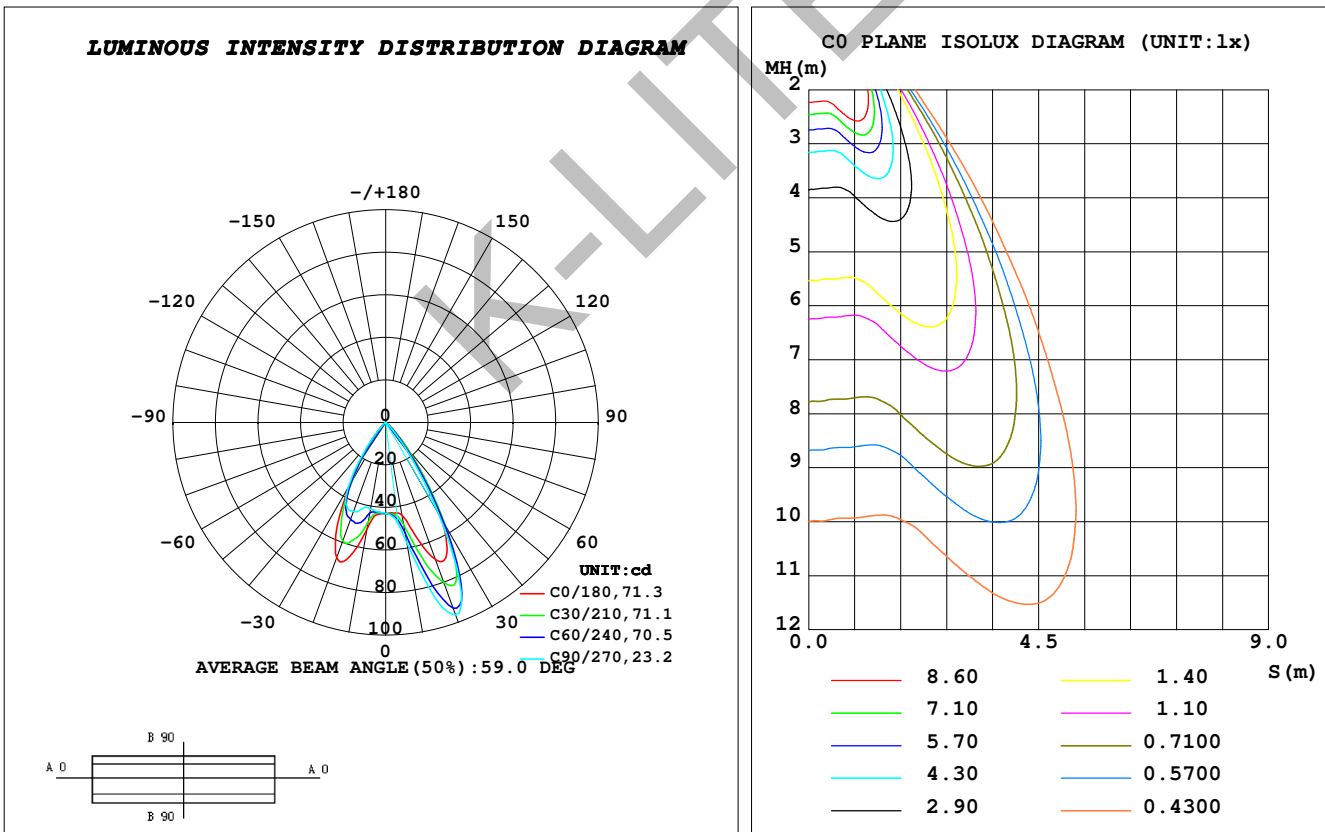 LUMINOUS INTENSITY DISTRIBUTION DIAGRAM
-/+180
-150 150
-120 120
-90 90
-60 60
-30 30
0
20
40
60
80
100
0
UNIT:cd
C0/180,71.3
C30/210,71.1
C60/240,70.5
C90/270,23.2
AVERAGE BEAM ANGLE(50%):59.0 DEG
B 90
A 0 A 0
B 90
C0 PLANE ISOLUX DIAGRAM (UNIT:lx)
MH(m)
2
3
4
5
6
7
8
9
10
11
12
0.0 4.5 9.0
S(m)
8.60 1.40
7.10 1.10
5.70 0.7100
4.30 0.5700
2.90 0.4300
K-LITE